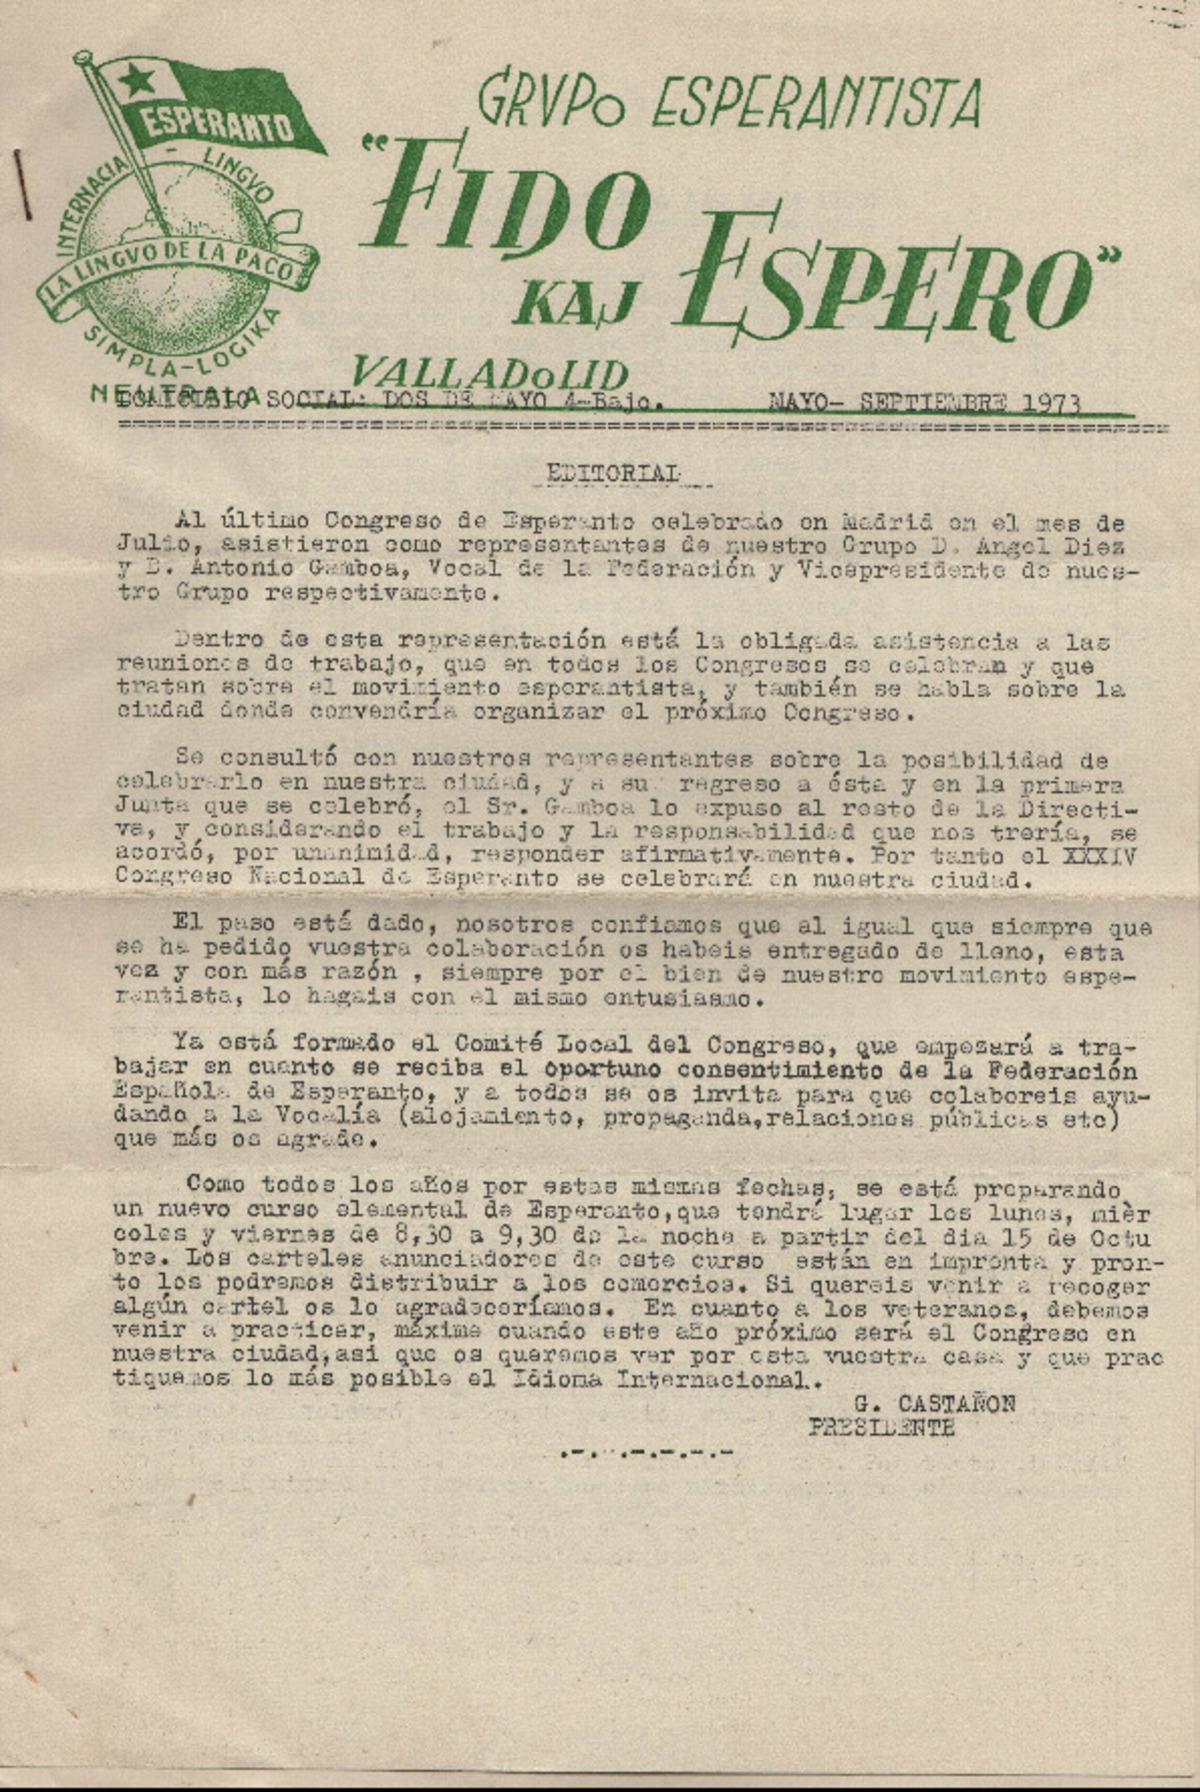 ESPERANTO
INTERNACIA - LINGVO
LA LINGVO DE LA PACO
SIMPLA-LOGIKA
NEUTRALA
GRVPO ESPERANTISTA
"FIDO
KAJ ESPERO"
VALLADOLID
DOMICILIO SOCIAL: DOS DE MAYO 4-Bajo. MAYO- SEPTIEMBRE 1973
EDITORIAL
Al último Congreso de Esperanto celebrado en Madrid en el mes de
Julio, asistieron como representantes de nuestro Grupo D. Angel Diez
y D. Antonio Gamboa, Vocal de la Federación y Vicepresidente de nues-
tro Grupo respectivamente.
Dentro de esta representación está la obligada asistencia a las
reuniones de trabajo, que en todos los Congresos se celebran y que
tratan sobre el movimiento esperantista, y también se habla sobre la
ciudad donde convendría organizar el próximo Congreso.
Se consultó con nuestros representantes sobre la posibilidad de
celebrarlo en nuestra ciudad, y a su regreso a ésta y en la primera
Junta que se celebró, el Sr. Gamboa lo expuso al resto de la Directi-
va, y considerando el trabajo y la responsabilidad que nos trería, se
acordó, por unanimidad, responder afirmativamente. Por tanto el XXXIV
Congreso Nacional de Esperanto se celebrará en nuestra ciudad.
El paso está dado, nosotros confiamos que al igual que siempre que
se ha pedido vuestra colaboración os habeis entregado de lleno, esta
vez y con más razón , siempre por el bien de nuestro movimiento espe-
rantista, lo hagais con el mismo entusiasmo.
Ya está formado el Comité Local del Congreso, que empezará a tra-
bajar en cuanto se reciba el oportuno consentimiento de la Federación
Española de Esperanto, y a todos se os invita para que colaboreis ayu-
dando a la Vocalía (alojamiento, propaganda,relaciones públicas etc)
que más os agrade.
Como todos los años por estas mismas fechas, se está preparando
un nuevo curso elemental de Esperanto,que tendrá lugar los lunes, miér
coles y viernes de 8,30 a 9,30 de la noche a partir del dia 15 de Octu
bre. Los carteles anunciadores de este curso están en imprenta y pron-
to los podremos distribuir a los comercios. Si quereis venir a recoger
algún cartel os lo agradeceríamos. En cuanto a los veteranos, debemos
venir a practicar, máxime cuando este año próximo será el Congreso en
nuestra ciudad,asi que os queremos ver por esta vuestra casa y que prac
tiquemos lo más posible el Idioma Internacional.
G. CASTAÑON
PRESIDENTE